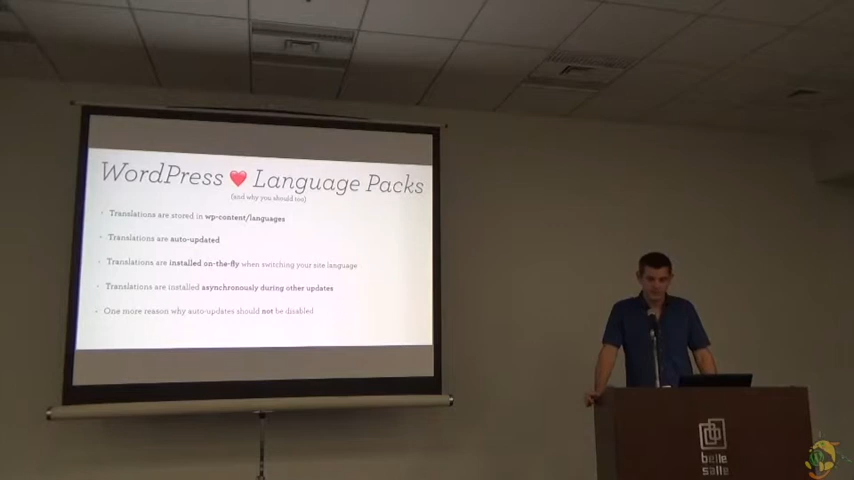 WordPress ❤ Language Packs
(and why you should too)
Translations are stored in wp-content/languages
Translations are auto-updated
Translations are installed on-the-fly when switching your site language
Translations are installed asynchronously during other updates
One more reason why auto-updates should not be disabled
belle
salle